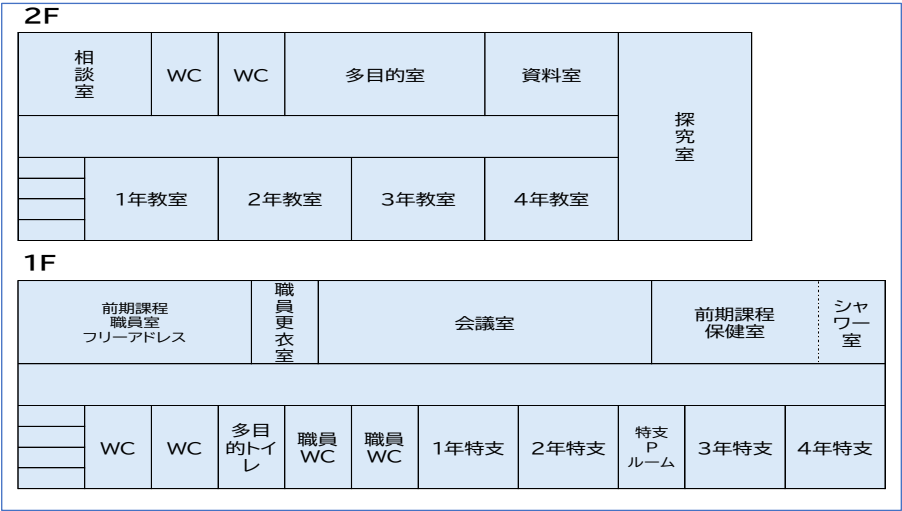 2F
相談室
WC
WC
多目的室
資料室
探究室
1年教室
2年教室
3年教室
4年教室
1F
前期課程
職員室
フリーアドレス
職員更衣室
会議室
前期課程
保健室
シャ
ワー
室
WC
WC
多目
的トイ
レ
職員
WC
職員
WC
1年特支
2年特支
特支
P
ルーム
3年特支
4年特支